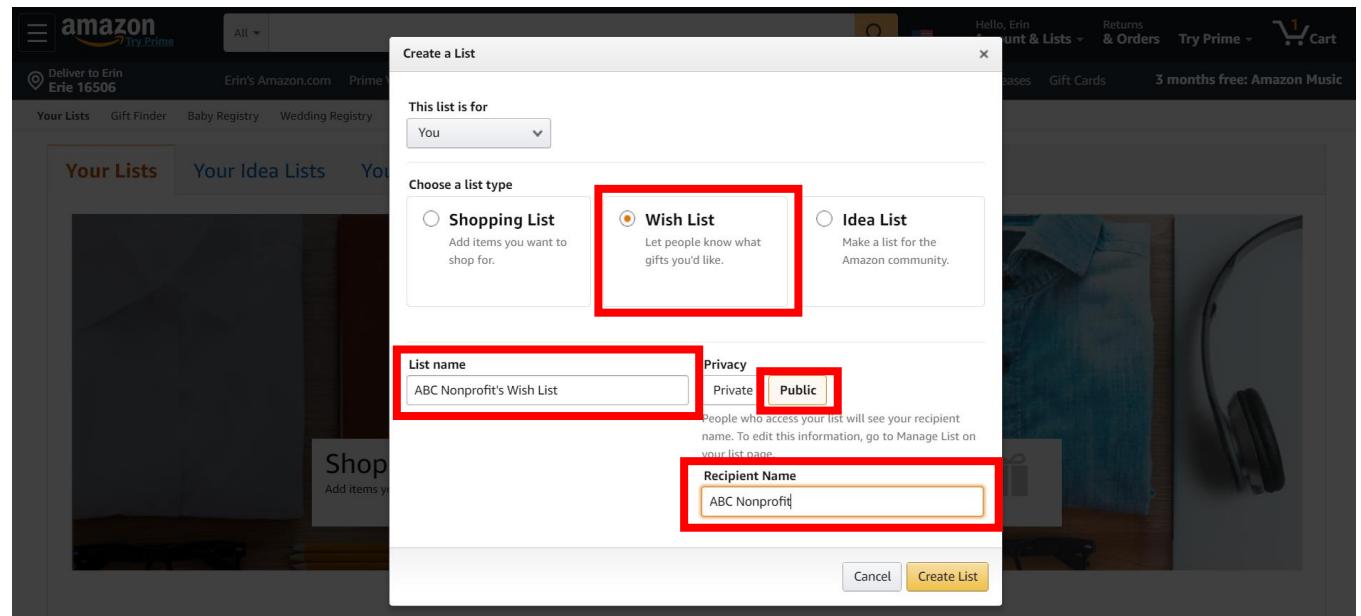 amazon
Try Prime
All
Hello, Erin
unt & Lists
Returns
& Orders
Try Prime
1
Cart
Deliver to Erin
Erie 16506
Erin's Amazon.com Prime
eases Gift Cards
3 months free: Amazon Music
Your Lists Gift Finder Baby Registry Wedding Registry
Your Lists Your Idea Lists You
Create a List
×
This list is for
You
Choose a list type
Shopping List
Add items you want to
shop for.
Wish List
Let people know what
gifts you'd like.
Idea List
Make a list for the
Amazon community.
List name
ABC Nonprofit's Wish List
Privacy
Private Public
People who access your list will see your recipient
name. To edit this information, go to Manage List on
your list page.
Recipient Name
ABC Nonprofit
Shop
Add items y
Cancel Create List